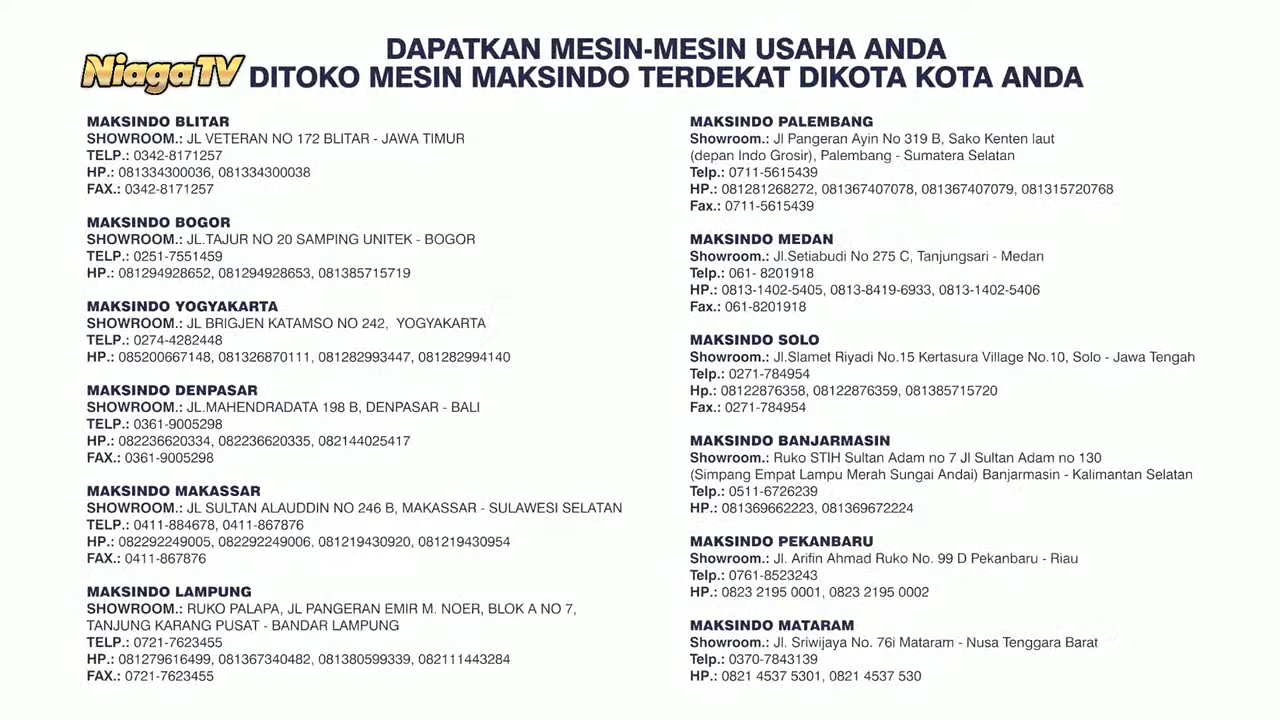 DAPATKAN MESIN-MESIN USAHA ANDA
NiagaTV
DITOKO MESIN MAKSINDO TERDEKAT DIKOTA KOTA ANDA
MAKSINDO BLITAR
SHOWROOM.: JL VETERAN NO 172 BLITAR - JAWA TIMUR
TELP.: 0342-8171257
HP.: 081334300036, 081334300038
FAX.: 0342-8171257
MAKSINDO BOGOR
SHOWROOM.: JL.TAJUR NO 20 SAMPING UNITEK - BOGOR
TELP.: 0251-7551459
HP.: 081294928652, 081294928653, 081385715719
MAKSINDO YOGYAKARTA
SHOWROOM.: JL BRIGJEN KATAMSO NO 242, YOGYAKARTA
TELP.: 0274-4282448
HP.: 085200667148, 081326870111, 081282993447, 081282994140
MAKSINDO DENPASAR
SHOWROOM.: JL.MAHENDRADATA 198 B, DENPASAR - BALI
TELP.: 0361-9005298
HP.: 082236620334, 082236620335, 082144025417
FAX.: 0361-9005298
MAKSINDO MAKASSAR
SHOWROOM.: JL SULTAN ALAUDDIN NO 246 B, MAKASSAR - SULAWESI SELATAN
TELP.: 0411-884678, 0411-867876
HP.: 082292249005, 082292249006, 081219430920, 081219430954
FAX.: 0411-867876
MAKSINDO LAMPUNG
SHOWROOM.: RUKO PALAPA, JL PANGERAN EMIR M. NOER, BLOK A NO 7,
TANJUNG KARANG PUSAT - BANDAR LAMPUNG
TELP.: 0721-7623455
HP.: 081279616499, 081367340482, 081380599339, 082111443284
FAX.: 0721-7623455
MAKSINDO PALEMBANG
Showroom.: Jl Pangeran Ayin No 319 B, Sako Kenten laut
(depan Indo Grosir), Palembang - Sumatera Selatan
Telp.: 0711-5615439
HP.: 081281268272, 081367407078, 081367407079, 081315720768
Fax.: 0711-5615439
MAKSINDO MEDAN
Showroom.: Jl.Setiabudi No 275 C, Tanjungsari - Medan
Telp.: 061- 8201918
HP.: 0813-1402-5405, 0813-8419-6933, 0813-1402-5406
Fax.: 061-8201918
MAKSINDO SOLO
Showroom.: Jl.Slamet Riyadi No.15 Kertasura Village No.10, Solo - Jawa Tengah
Telp.: 0271-784954
Hp.: 08122876358, 08122876359, 081385715720
Fax.: 0271-784954
MAKSINDO BANJARMASIN
Showroom.: Ruko STIH Sultan Adam no 7 Jl Sultan Adam no 130
(Simpang Empat Lampu Merah Sungai Andai) Banjarmasin - Kalimantan Selatan
Telp.: 0511-6726239
HP.: 081369662223, 081369672224
MAKSINDO PEKANBARU
Showroom.: Jl. Arifin Ahmad Ruko No. 99 D Pekanbaru - Riau
Telp.: 0761-8523243
HP.: 0823 2195 0001, 0823 2195 0002
MAKSINDO MATARAM
Showroom.: Jl. Sriwijaya No. 76i Mataram - Nusa Tenggara Barat
Telp.: 0370-7843139
HP.: 0821 4537 5301, 0821 4537 530